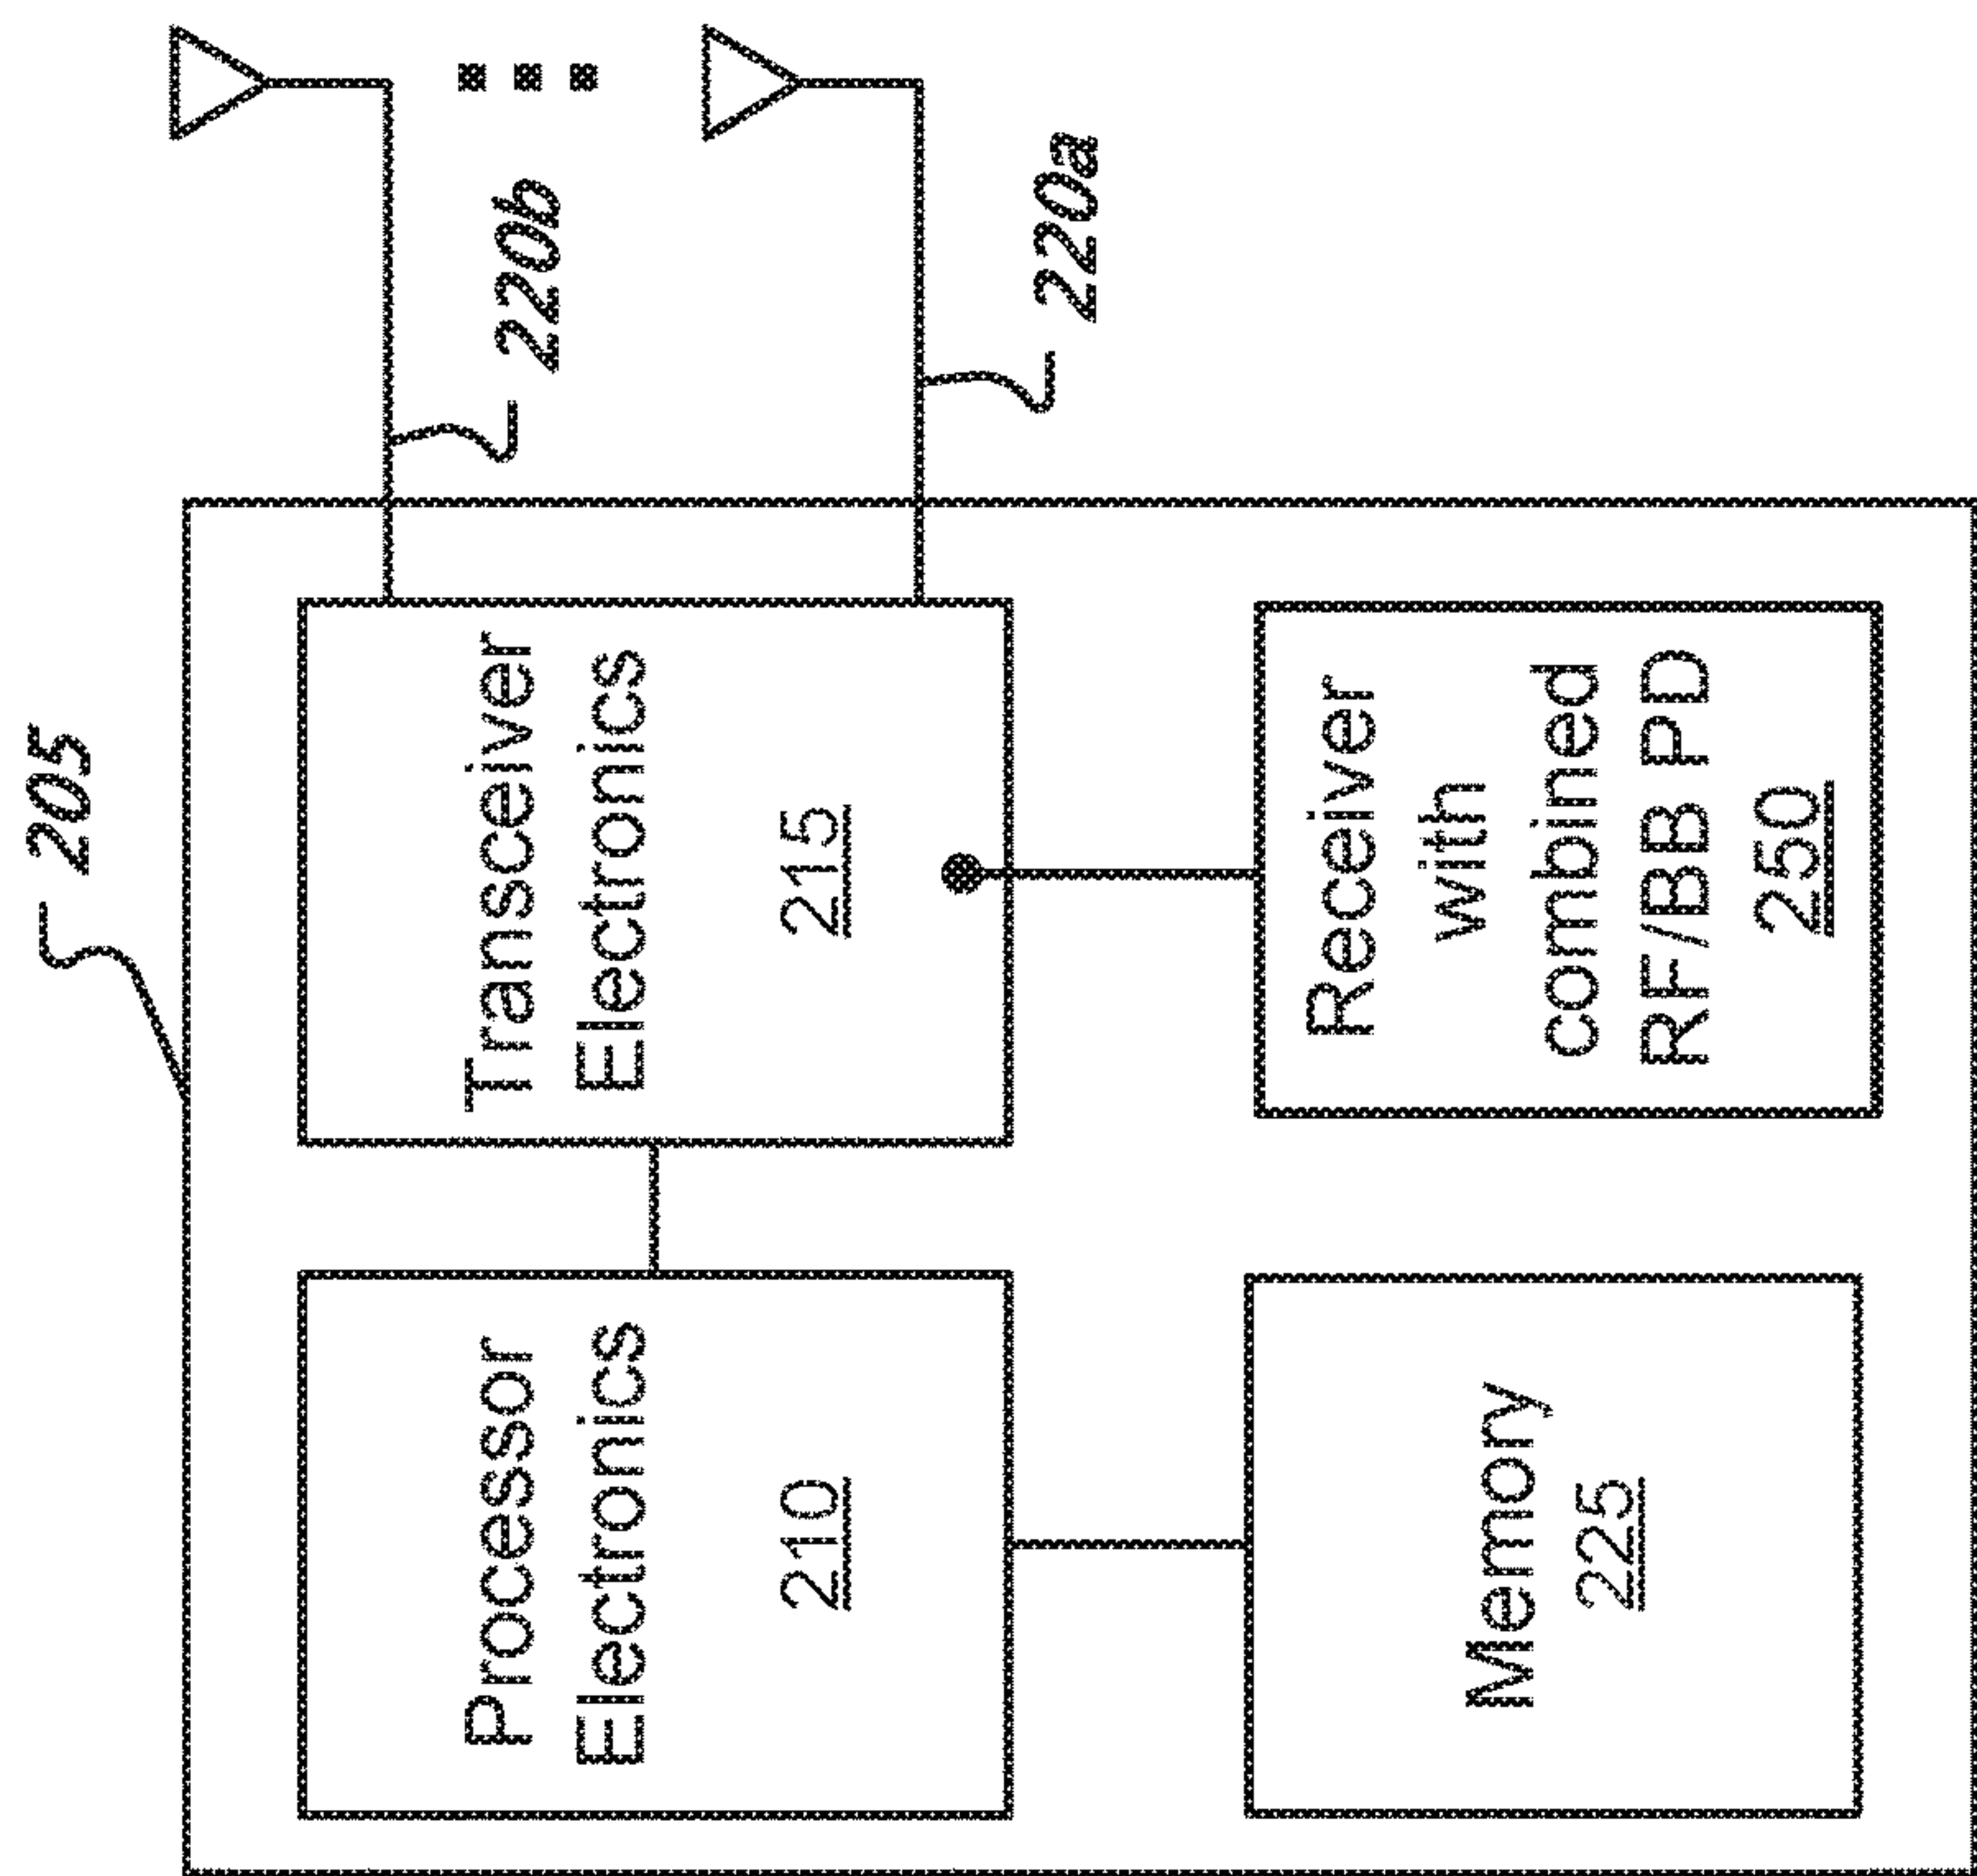 205
Processor
Electronics
210
Transceiver
Electronics
215
220b
220a
Memory
225
Receiver
with
combined
RF/BB PD
250